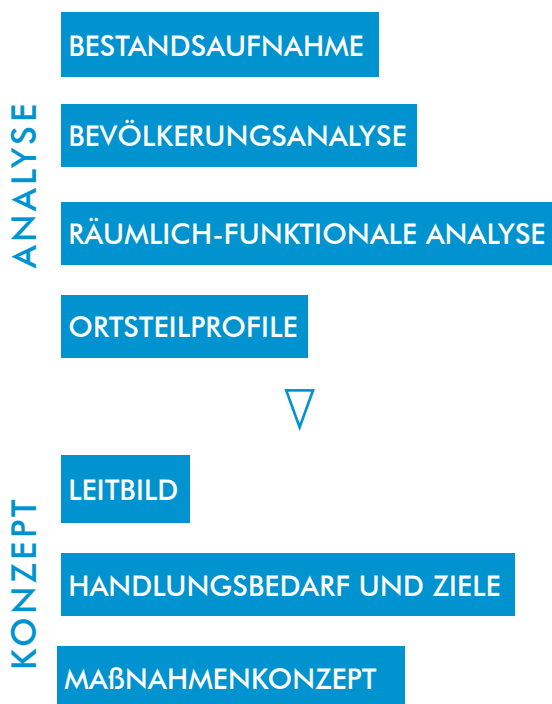 ANALYSE
BESTANDSAUFNAHME
BEVÖLKERUNGSANALYSE
RÄUMLICH-FUNKTIONALE ANALYSE
ORTSTEILPROFILE
KONZEPT
LEITBILD
HANDLUNGSBEDARF UND ZIELE
MAßNAHMENKONZEPT